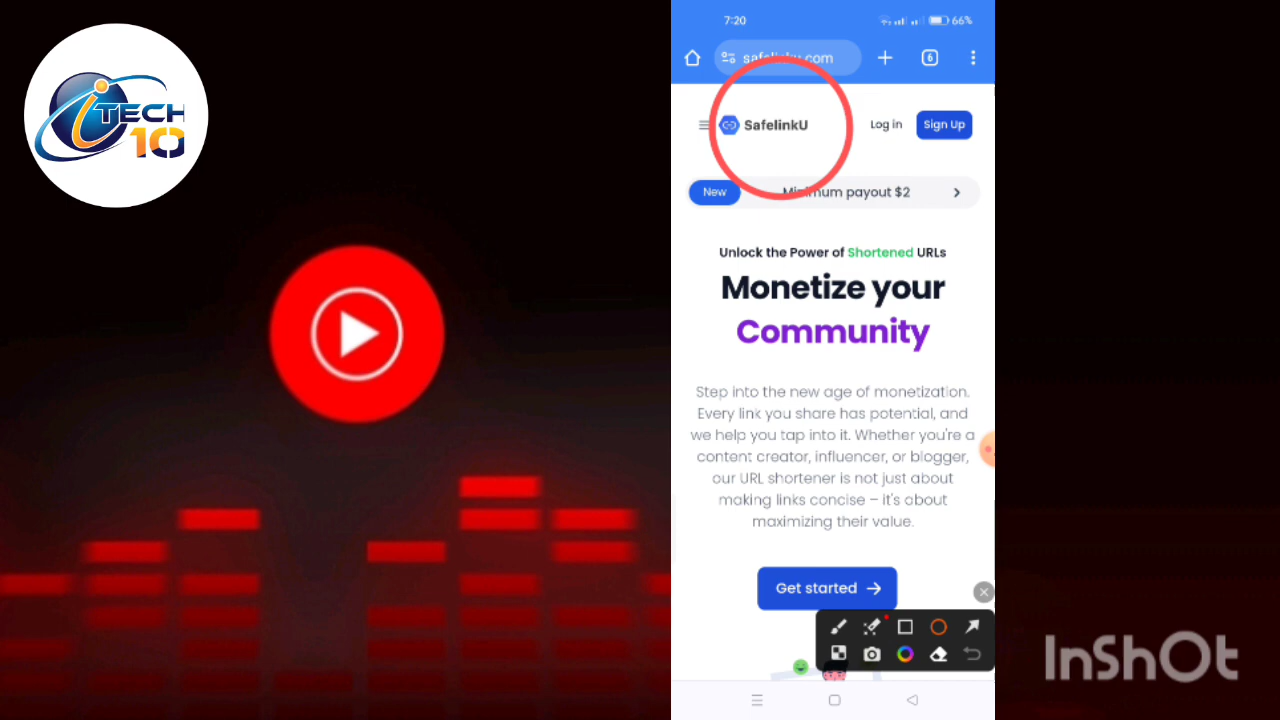 iTECH
10
7:20
66%
safelinku.com
6
SafelinkU
Log in
Sign Up
New
Minimum payout $2
Unlock the Power of Shortened URLs
Monetize your
Community
Step into the new age of monetization.
Every link you share has potential, and
we help you tap into it. Whether you're a
content creator, influencer, or blogger,
our URL shortener is not just about
making links concise – it's about
maximizing their value.
Get started
InShOt